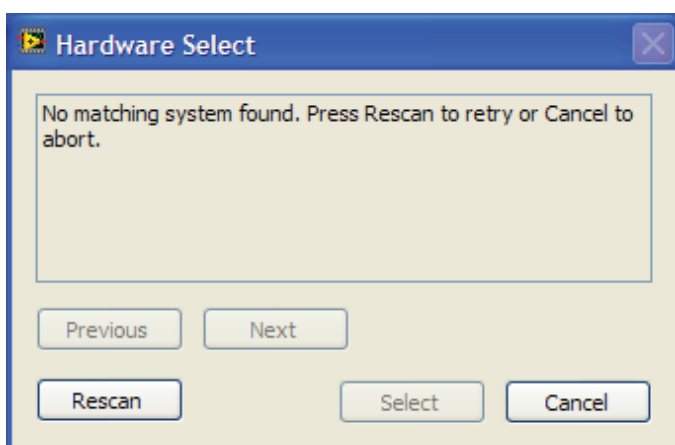 Hardware Select
No matching system found. Press Rescan to retry or Cancel to
abort.
Previous
Next
Rescan
Select
Cancel